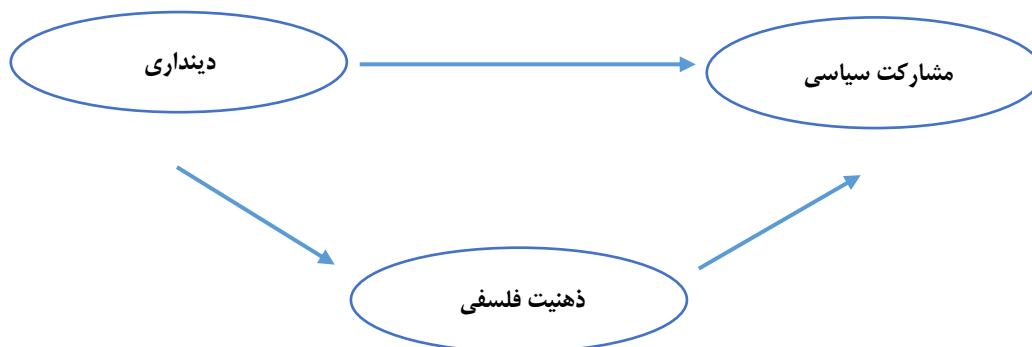 دینداری
مشارکت سیاسی
ذهنیت فلسفی